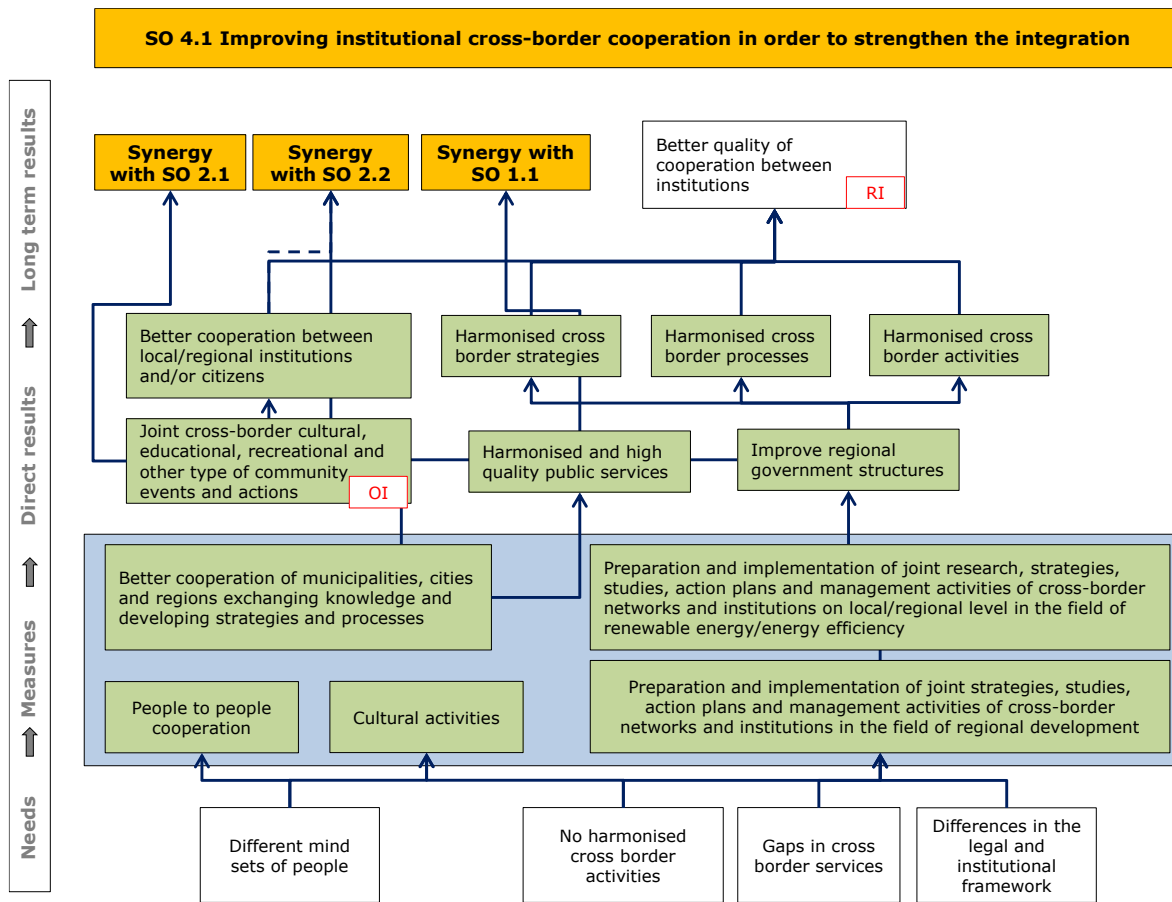 SO 4.1 Improving institutional cross-border cooperation in order to strengthen the integration
Long term results
Direct results
Measures
Needs
Synergy
with SO 2.1
Synergy
with SO 2.2
Synergy with
SO 1.1
Better quality of
cooperation between
institutions
RI
Better cooperation between
local/regional institutions
and/or citizens
Harmonised cross
border strategies
Harmonised cross
border processes
Harmonised cross
border activities
Joint cross-border cultural,
educational, recreational and
other type of community
events and actions
OI
Harmonised and high
quality public services
Improve regional
government structures
Better cooperation of municipalities, cities
and regions exchanging knowledge and
developing strategies and processes
Preparation and implementation of joint research, strategies,
studies, action plans and management activities of cross-border
networks and institutions on local/regional level in the field of
renewable energy/energy efficiency
People to people
cooperation
Cultural activities
Preparation and implementation of joint strategies, studies,
action plans and management activities of cross-border
networks and institutions in the field of regional development
Different mind
sets of people
No harmonised
cross border
activities
Gaps in cross
border services
Differences in the
legal and
institutional
framework